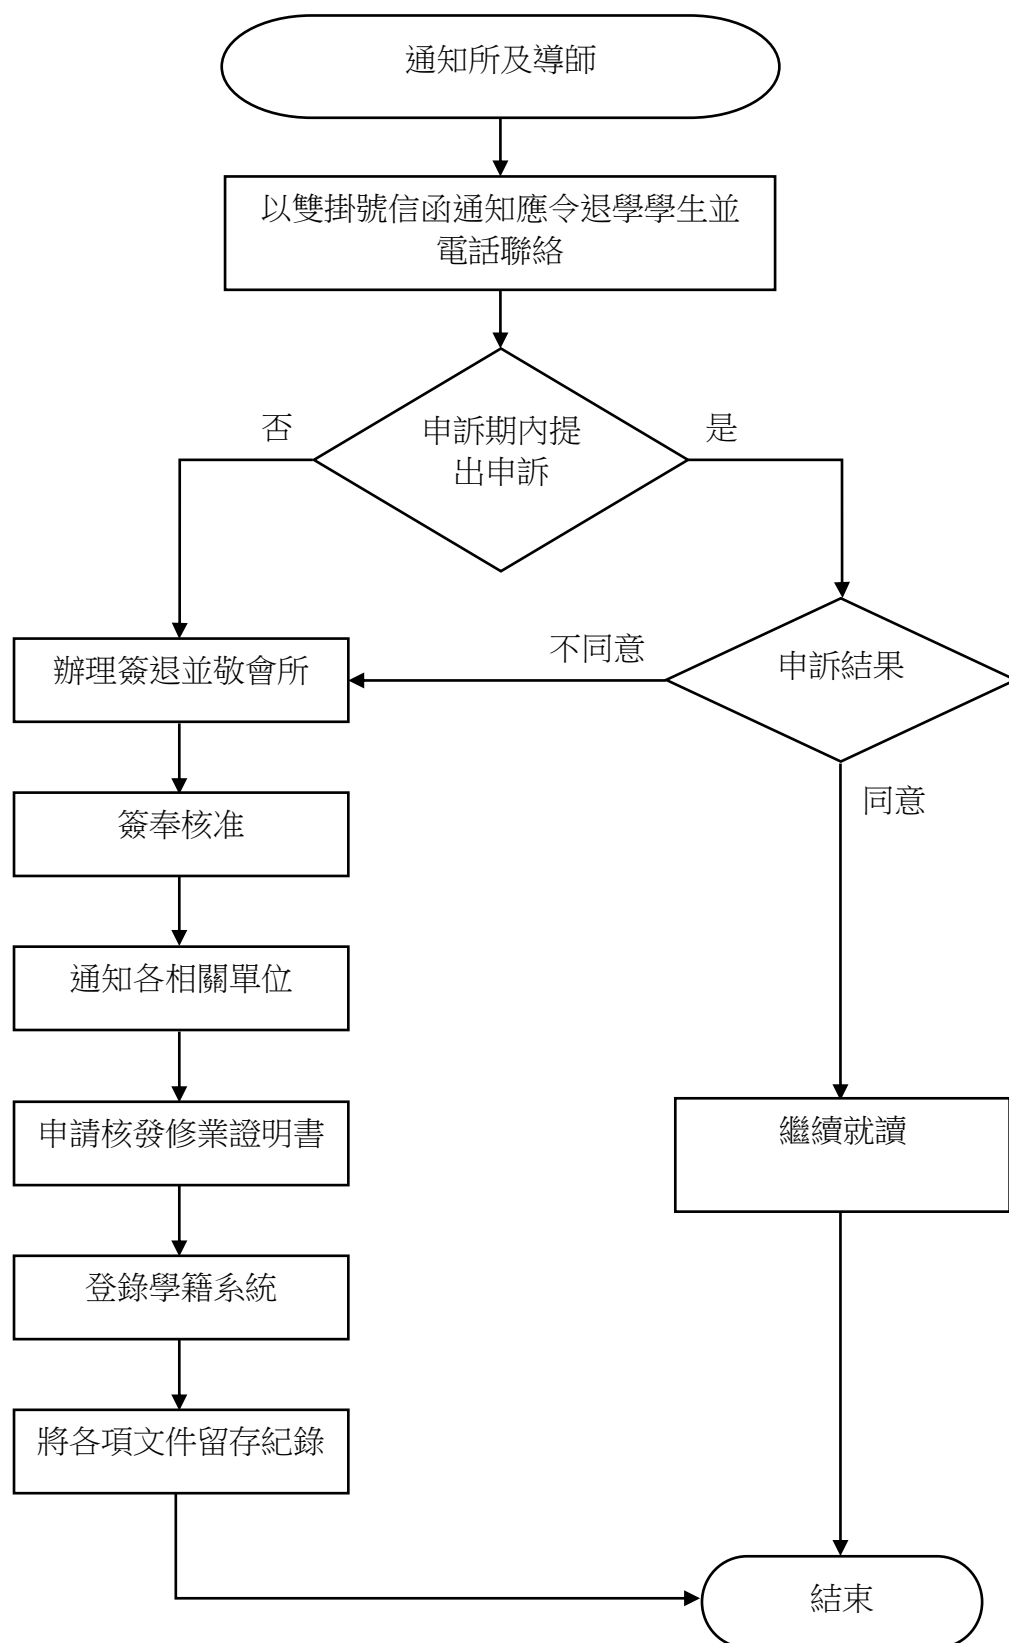 通知所及導師
以雙掛號信函通知應令退學學生並
電話聯絡
申訴期內提
出申訴
否
是
不同意
申訴結果
辦理簽退並敬會所
同意
簽奉核准
通知各相關單位
申請核發修業證明書
繼續就讀
登錄學籍系統
將各項文件留存紀錄
結束